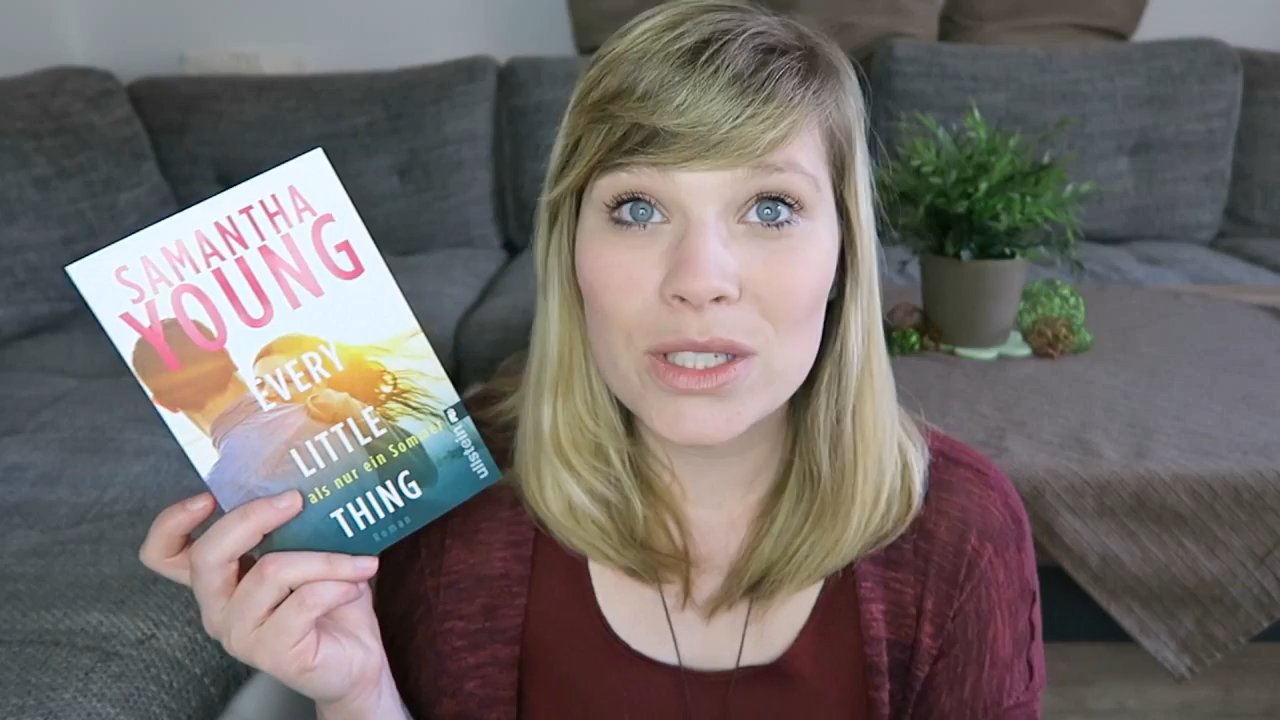 SAMANTHA
YOUNG
EVERY
LITTLE
als nur ein Sommer
THING
Roman
ullstein